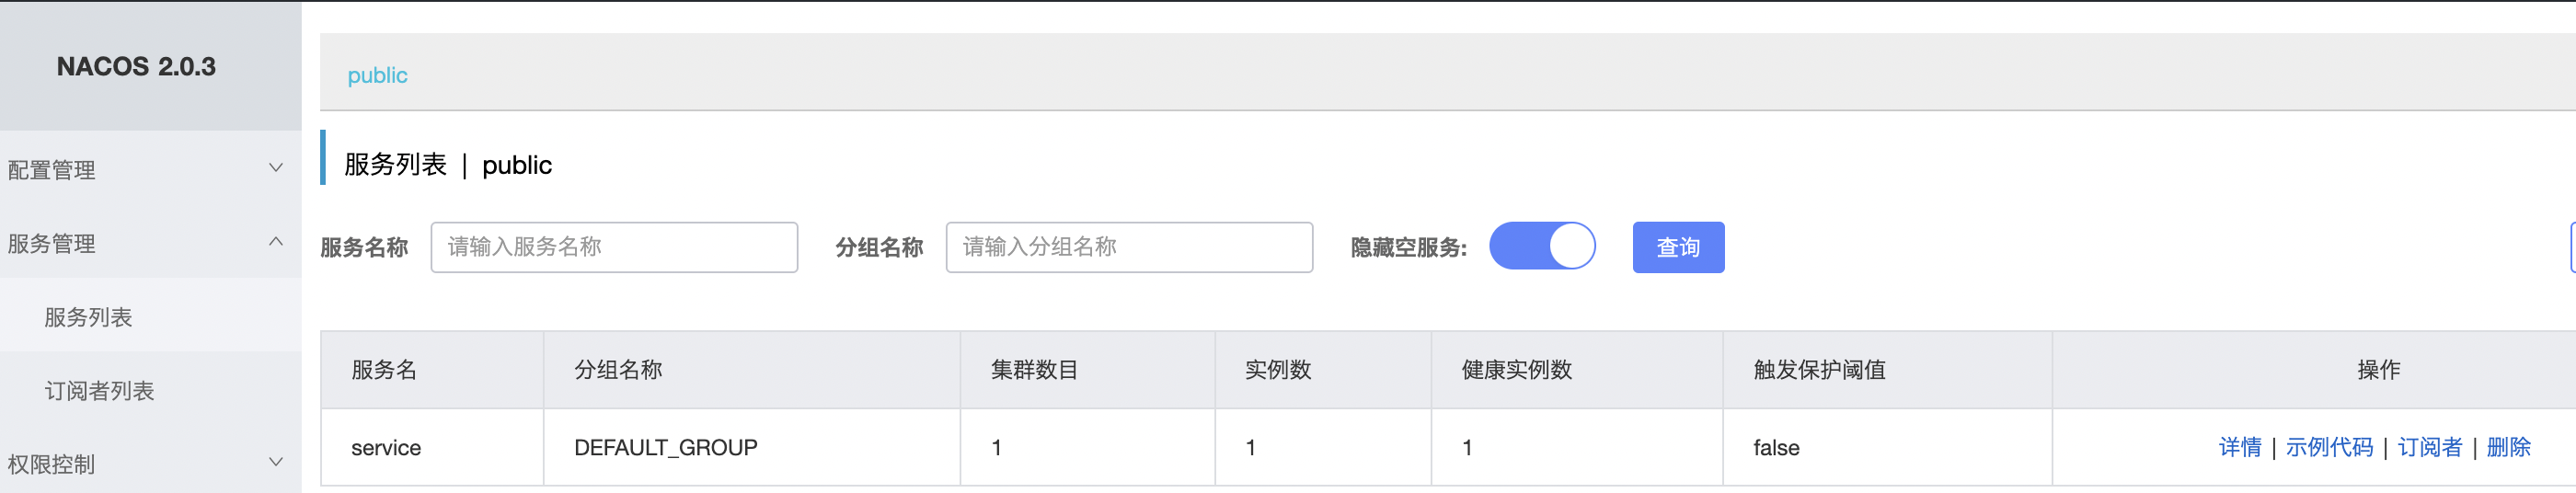 NACOS 2.0.3
配置管理
服务管理
服务列表
订阅者列表
权限控制
public
服务列表 | public
服务名称 请输入服务名称 分组名称 请输入分组名称 隐藏空服务: 查询
服务名 分组名称 集群数目 实例数 健康实例数 触发保护阈值 操作
service DEFAULT_GROUP 1 1 1 false 详情 | 示例代码 | 订阅者 | 删除